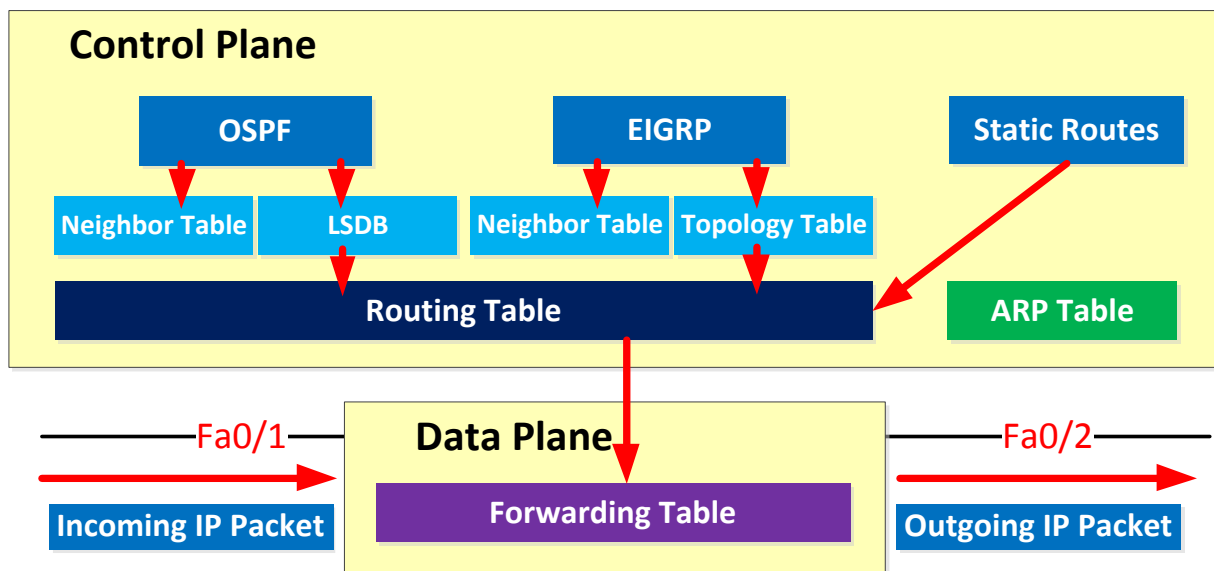 Control Plane
OSPF
EIGRP
Static Routes
Neighbor Table
LSDB
Neighbor Table
Topology Table
Routing Table
ARP Table
Fa0/1
Data Plane
Fa0/2
Incoming IP Packet
Forwarding Table
Outgoing IP Packet